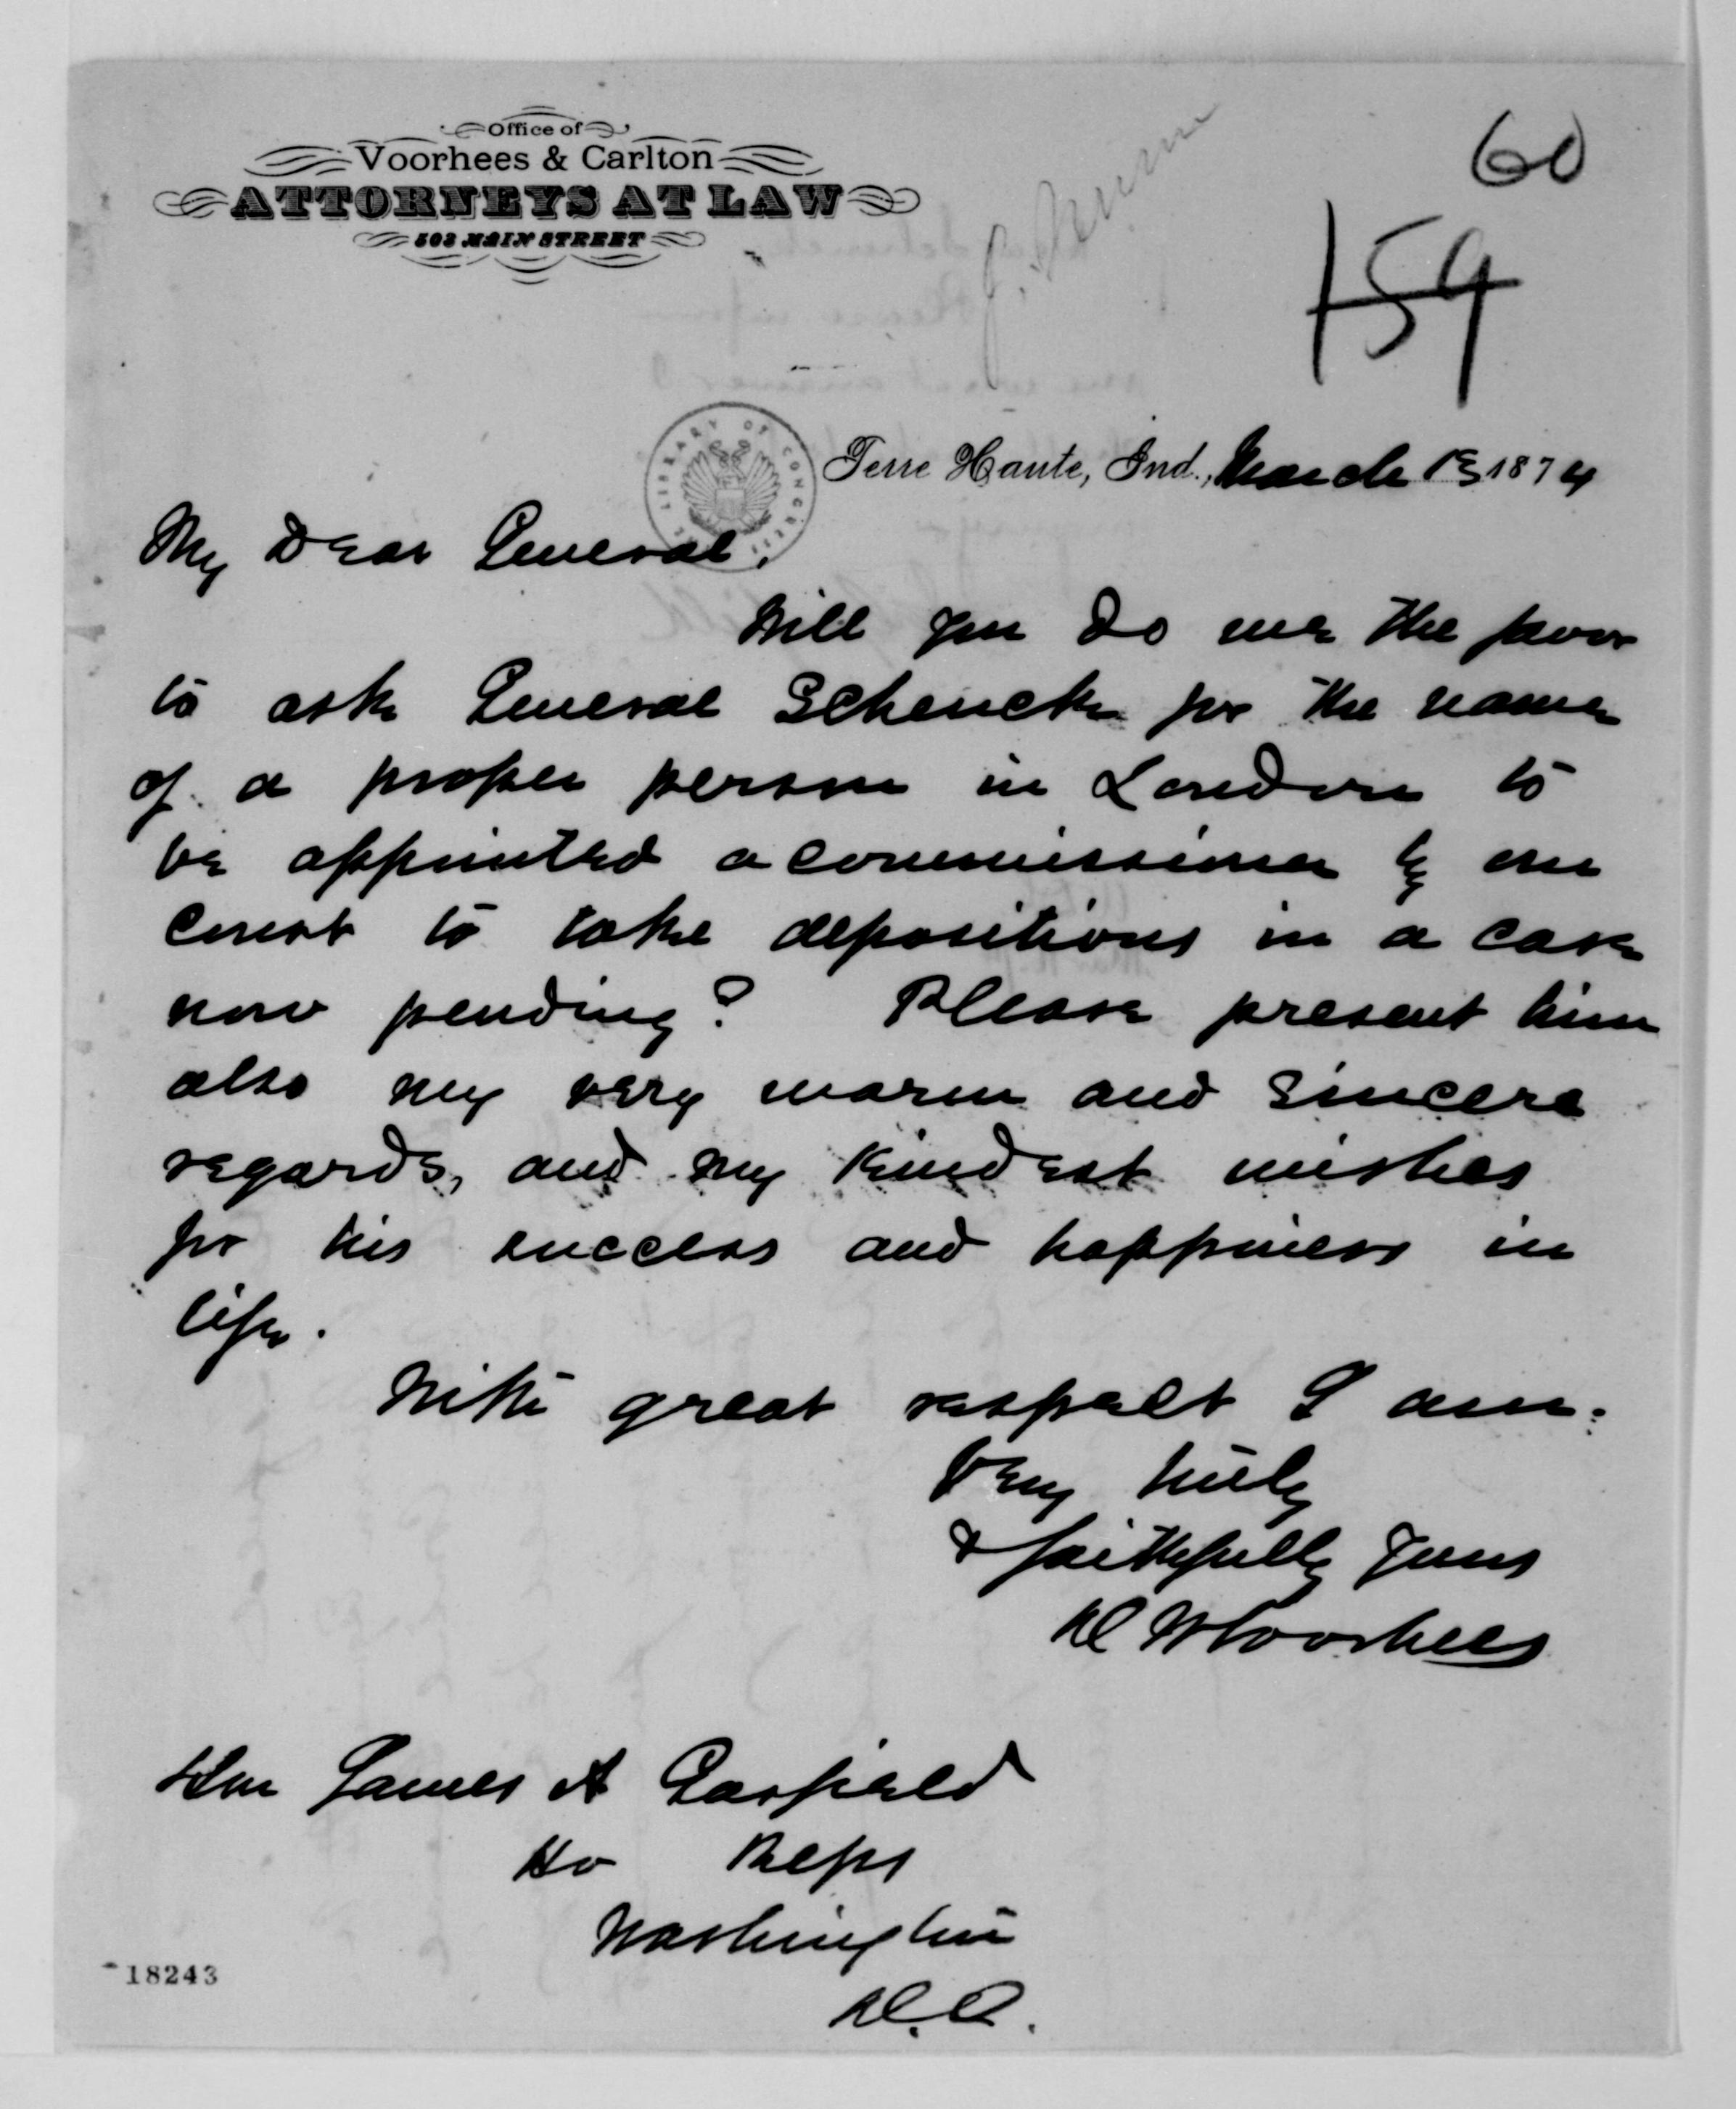 Office of
Voorhees & Carlton
ATTORNEYS AT LAW
503 MAIN STREET
60
159
LIBRARY OF CONGRESS
Terre Haute, Ind., March 13 1874
My Dear General.
Will you do me the favor
to ask General Schenck for the name
of a proper person in London to
be appointed a commissioner by our
court to take depositions in a case
now pending? Please present him
also my very warm and sincere
regards, and my kindest wishes
for his success and happiness in
life.
With great respect I am.
Very truly
& faithfully yours
D W Voorhees
Hon James A Garfield
Ho Reps
Washington
D.C.
18243